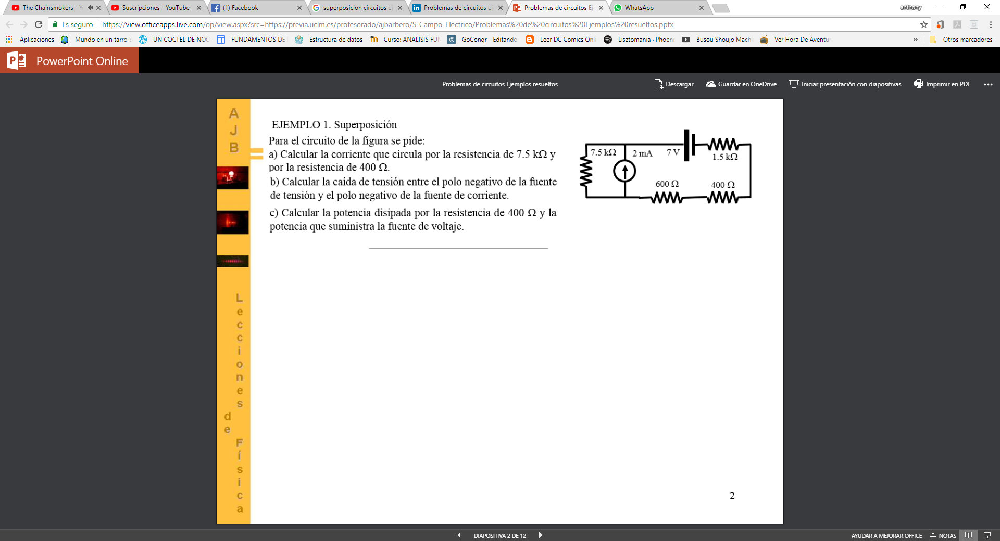 The Chainsmokers - Y
Suscripciones - YouTube
(1) Facebook
superposicion circuitos ej
Problemas de circuitos ej
Problemas de circuitos Ej
WhatsApp
anthony
Es seguro
https://view.officeapps.live.com/op/view.aspx?src=https://previa.uclm.es/profesorado/ajbarbero/S_Campo_Electrico/Problemas%20de%20circuitos%20Ejemplos%20resueltos.pptx
Aplicaciones
Mundo en un tarro
UN COCTEL DE NOC
FUNDAMENTOS DE
Estructura de datos
Curso: ANALISIS FUN
GoConqr - Editando
Leer DC Comics Onli
Lisztomania · Phoeni
Busou Shoujo Machi
Ver Hora De Aventur
»
Otros marcadores
PowerPoint Online
Problemas de circuitos Ejemplos resueltos
Descargar
Guardar en OneDrive
Iniciar presentación con diapositivas
Imprimir en PDF
A
J
B
EJEMPLO 1. Superposición
Para el circuito de la figura se pide:
a) Calcular la corriente que circula por la resistencia de 7.5 kΩ y
por la resistencia de 400 Ω.
b) Calcular la caída de tensión entre el polo negativo de la fuente
de tensión y el polo negativo de la fuente de corriente.
c) Calcular la potencia disipada por la resistencia de 400 Ω y la
potencia que suministra la fuente de voltaje.
7.5 kΩ
2 mA
7 V
1.5 kΩ
600 Ω
400 Ω
L
e
c
c
i
o
n
e
s
d
e
F
í
s
i
c
a
2
DIAPOSITIVA 2 DE 12
AYUDAR A MEJORAR OFFICE
NOTAS